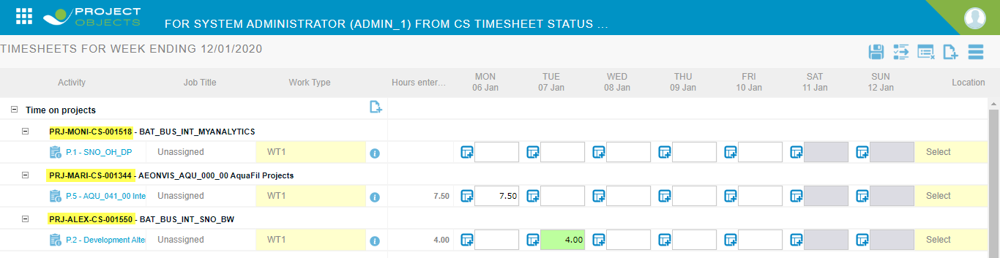 PROJECT
OBJECTS
FOR SYSTEM ADMINISTRATOR (ADMIN_1) FROM CS TIMESHEET STATUS ...
TIMESHEETS FOR WEEK ENDING 12/01/2020
Activity Job Title Work Type Hours enter... MON TUE WED THU FRI SAT SUN Location
06 Jan 07 Jan 08 Jan 09 Jan 10 Jan 11 Jan 12 Jan
Time on projects
PRJ-MONI-CS-001518 - BAT_BUS_INT_MYANALYTICS
P.1 - SNO_OH_DP Unassigned WT1 Select
PRJ-MARI-CS-001344 - AEONVIS_AQU_000_00 AquaFil Projects
P.5 - AQU_041_00 Inte Unassigned WT1 7.50 7.50 Select
PRJ-ALEX-CS-001550 - BAT_BUS_INT_SNO_BW
P.2 - Development Alte Unassigned WT1 4.00 4.00 Select